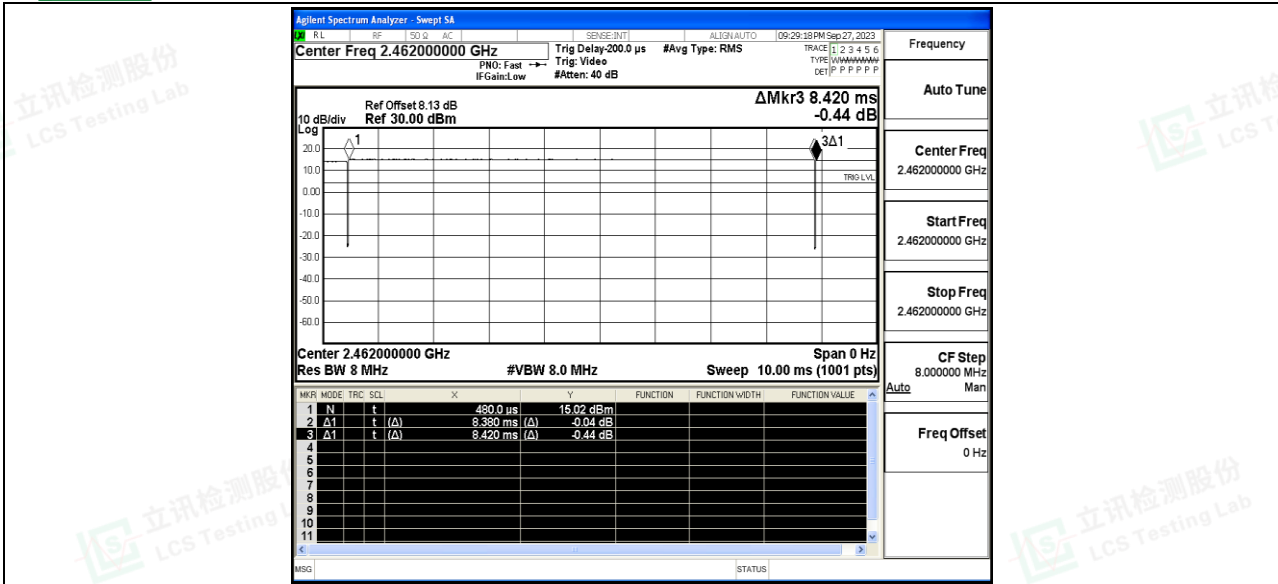 Agilent Spectrum Analyzer - Swept SA
RL RF 50 Ω AC SENSE:INT ALIGN AUTO 09:29:18 PM Sep 27, 2023
Center Freq 2.462000000 GHz
PNO: Fast
IFGain:Low
Trig Delay-200.0 µs
Trig: Video
#Atten: 40 dB
#Avg Type: RMS
TRACE 1 2 3 4 5 6
TYPE
DET P P P P P P
ΔMkr3 8.420 ms
-0.44 dB
Ref Offset 8.13 dB
10 dB/div Ref 30.00 dBm
Log
1
3Δ1
20.0
10.0
TRIG LVL
0.00
-10.0
-20.0
-30.0
-40.0
-50.0
-60.0
Center 2.462000000 GHz Span 0 Hz
Res BW 8 MHz #VBW 8.0 MHz Sweep 10.00 ms (1001 pts)
MKR MODE TRC SCL X Y FUNCTION FUNCTION WIDTH FUNCTION VALUE
1 N t 480.0 µs 15.02 dBm
2 Δ1 t (Δ) 8.380 ms (Δ) -0.04 dB
3 Δ1 t (Δ) 8.420 ms (Δ) -0.44 dB
4
5
6
7
8
9
10
11
MSG STATUS
Frequency
Auto Tune
Center Freq
2.462000000 GHz
Start Freq
2.462000000 GHz
Stop Freq
2.462000000 GHz
CF Step
8.000000 MHz
Auto Man
Freq Offset
0 Hz
立讯检测股份
LCS Testing Lab
立讯检
LCS T
立讯检测股份
LCS Testing L
立讯检测股份
LCS Testing Lab